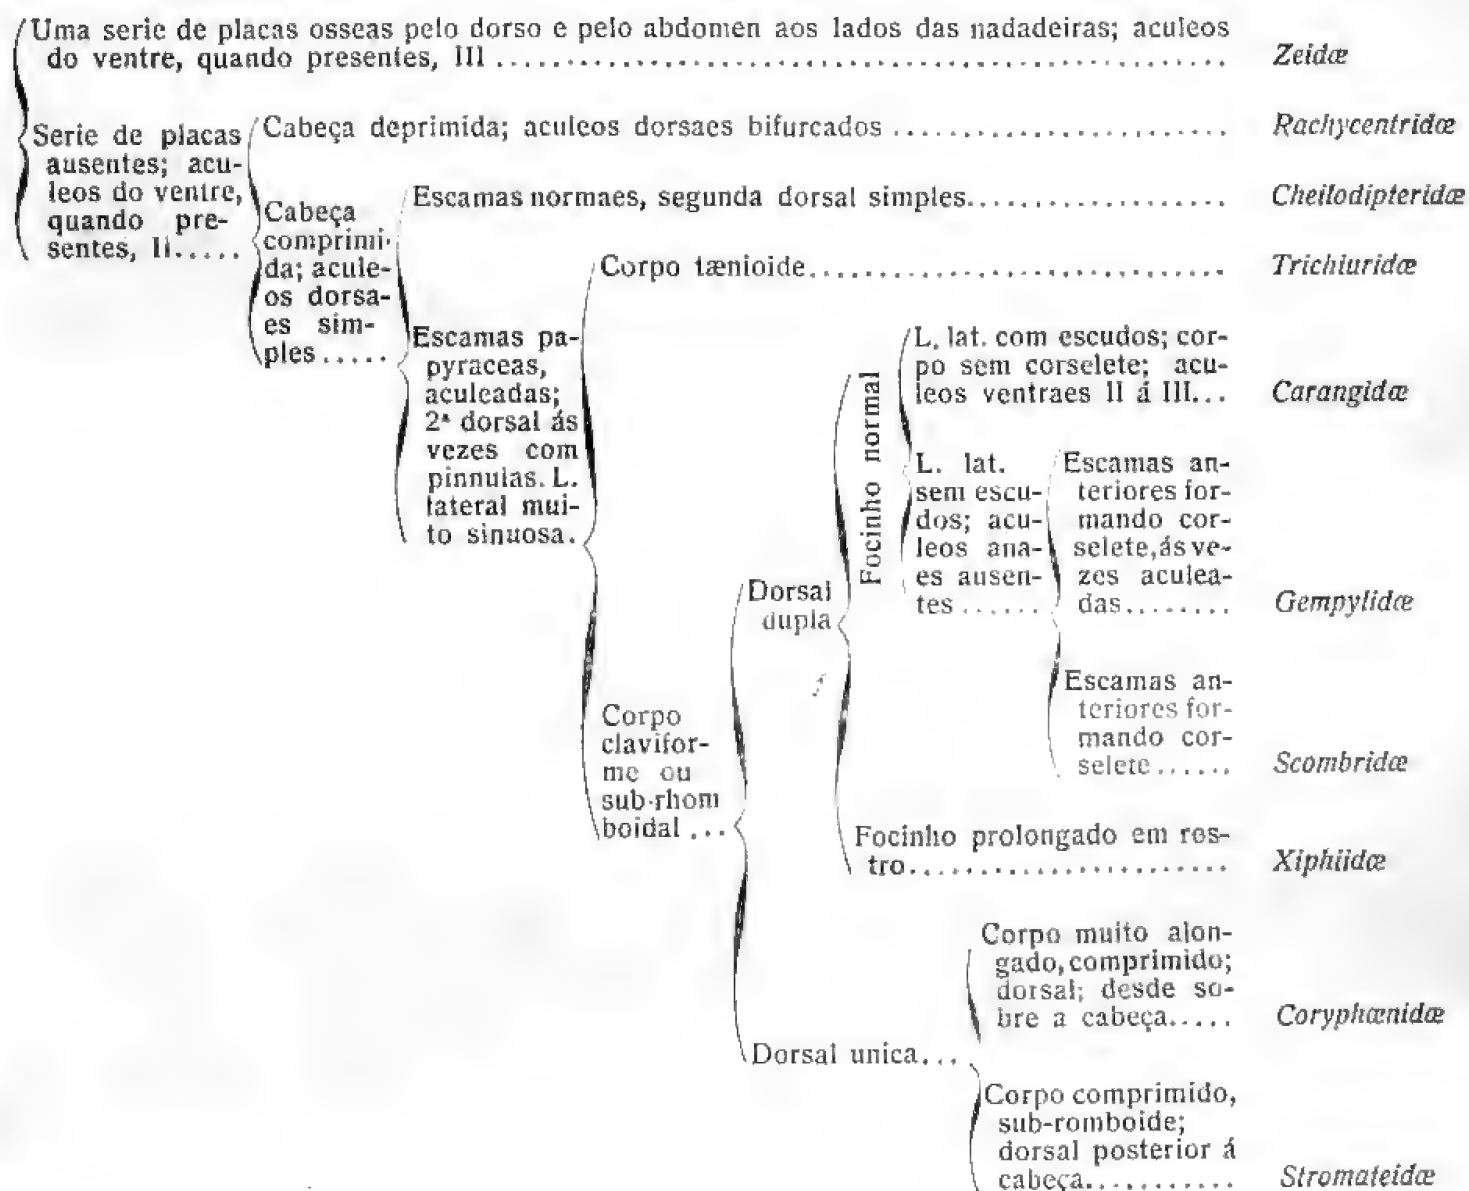 Uma serie de placas osseas pelo dorso e pelo abdomen aos lados das nadadeiras; aculeos
do ventre, quando presentes, III ........ Zeidæ
Serie de placas
ausentes; acu-
leos do ventre,
quando pre-
sentes, II.....
Cabeça deprimida; aculeos dorsaes bifurcados ........ Rachycentridæ
Cabeça
comprimi-
da; acule-
os dorsa-
es sim-
ples .....
Escamas normaes, segunda dorsal simples........ Cheilodipteridæ
Escamas pa-
pyraceas,
aculeadas;
2ª dorsal ás
vezes com
pinnulas. L.
lateral mui-
to sinuosa.
Corpo tænioide........ Trichiuridæ
Corpo
clavifor-
me ou
sub-rhom
boidal ...
Dorsal
dupla
Focinho normal
L. lat. com escudos; cor-
po sem corselete; acu-
leos ventraes II á III... Carangidæ
L. lat.
sem escu-
dos; acu-
leos ana-
es ausen-
tes ......
Escamas an-
teriores for-
mando cor-
selete, ás ve-
zes aculea-
das........ Gempylidæ
Escamas an-
teriores for-
mando cor-
selete ...... Scombridæ
Focinho prolongado em ros-
tro........ Xiphiidæ
Dorsal unica...
Corpo muito alon-
gado, comprimido;
dorsal; desde so-
bre a cabeça..... Coryphœnidæ
Corpo comprimido,
sub-romboide;
dorsal posterior á
cabeça........... Stromateidæ